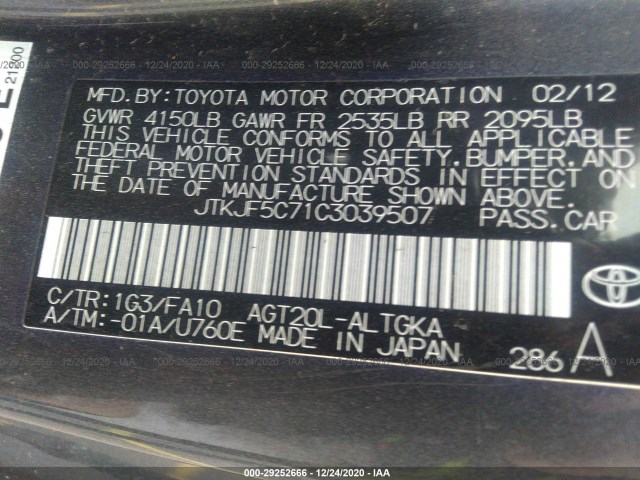 000-29252666 - 12/24/2020 - IAA
21200
MFD.BY:TOYOTA MOTOR CORPORATION 02/12
GVWR 4150LB GAWR FR 2535LB RR 2095LB
THIS VEHICLE CONFORMS TO ALL APPLICABLE
FEDERAL MOTOR VEHICLE SAFETY,BUMPER,AND
THEFT PREVENTION STANDARDS IN EFFECT ON
THE DATE OF MANUFACTURE SHOWN ABOVE.
JTKJF5C71C3039507 PASS.CAR
C/TR:1G3/FA10 AGT20L-ALTGKA
A/TM:-01A/U760E MADE IN JAPAN
286 A
TOYOTA
000-29252666 - 12/24/2020 - IAA